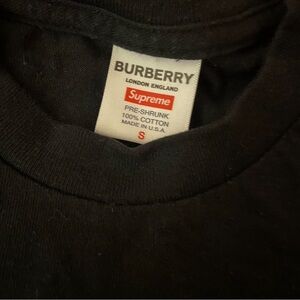 BURBERRY
LONDON ENGLAND
Supreme
PRE-SHRUNK
100% COTTON
MADE IN U.S.A.
S